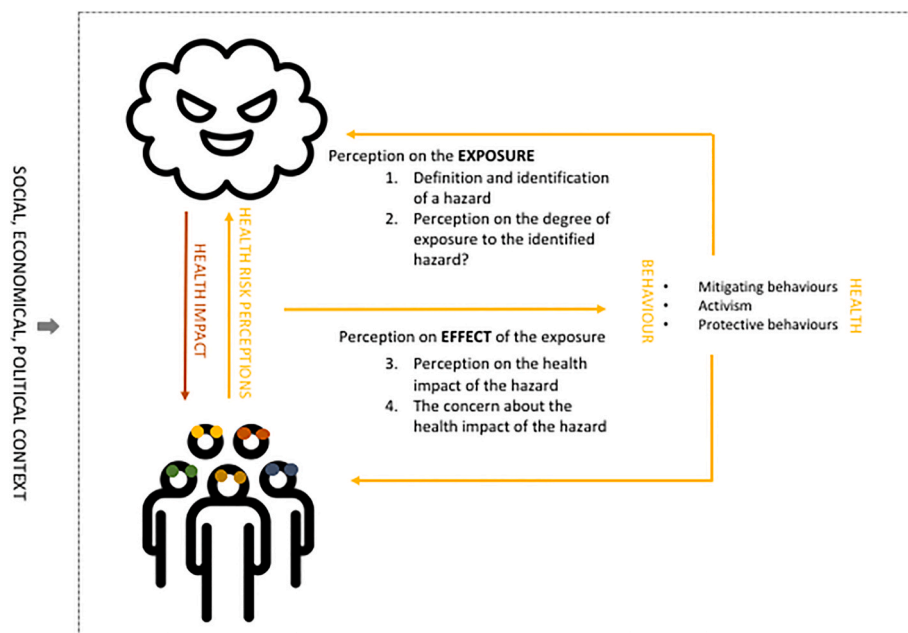 SOCIAL, ECONOMICAL, POLITICAL CONTEXT
HEALTH IMPACT
HEALTH RISK PERCEPTIONS
Perception on the EXPOSURE
1. Definition and identification
of a hazard
2. Perception on the degree of
exposure to the identified
hazard?
Perception on EFFECT of the exposure
3. Perception on the health
impact of the hazard
4. The concern about the
health impact of the hazard
BEHAVIOUR
• Mitigating behaviours
• Activism
• Protective behaviours
HEALTH